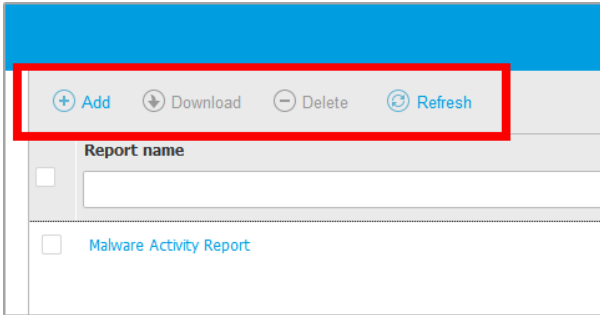 Add Download Delete Refresh
Report name
Malware Activity Report